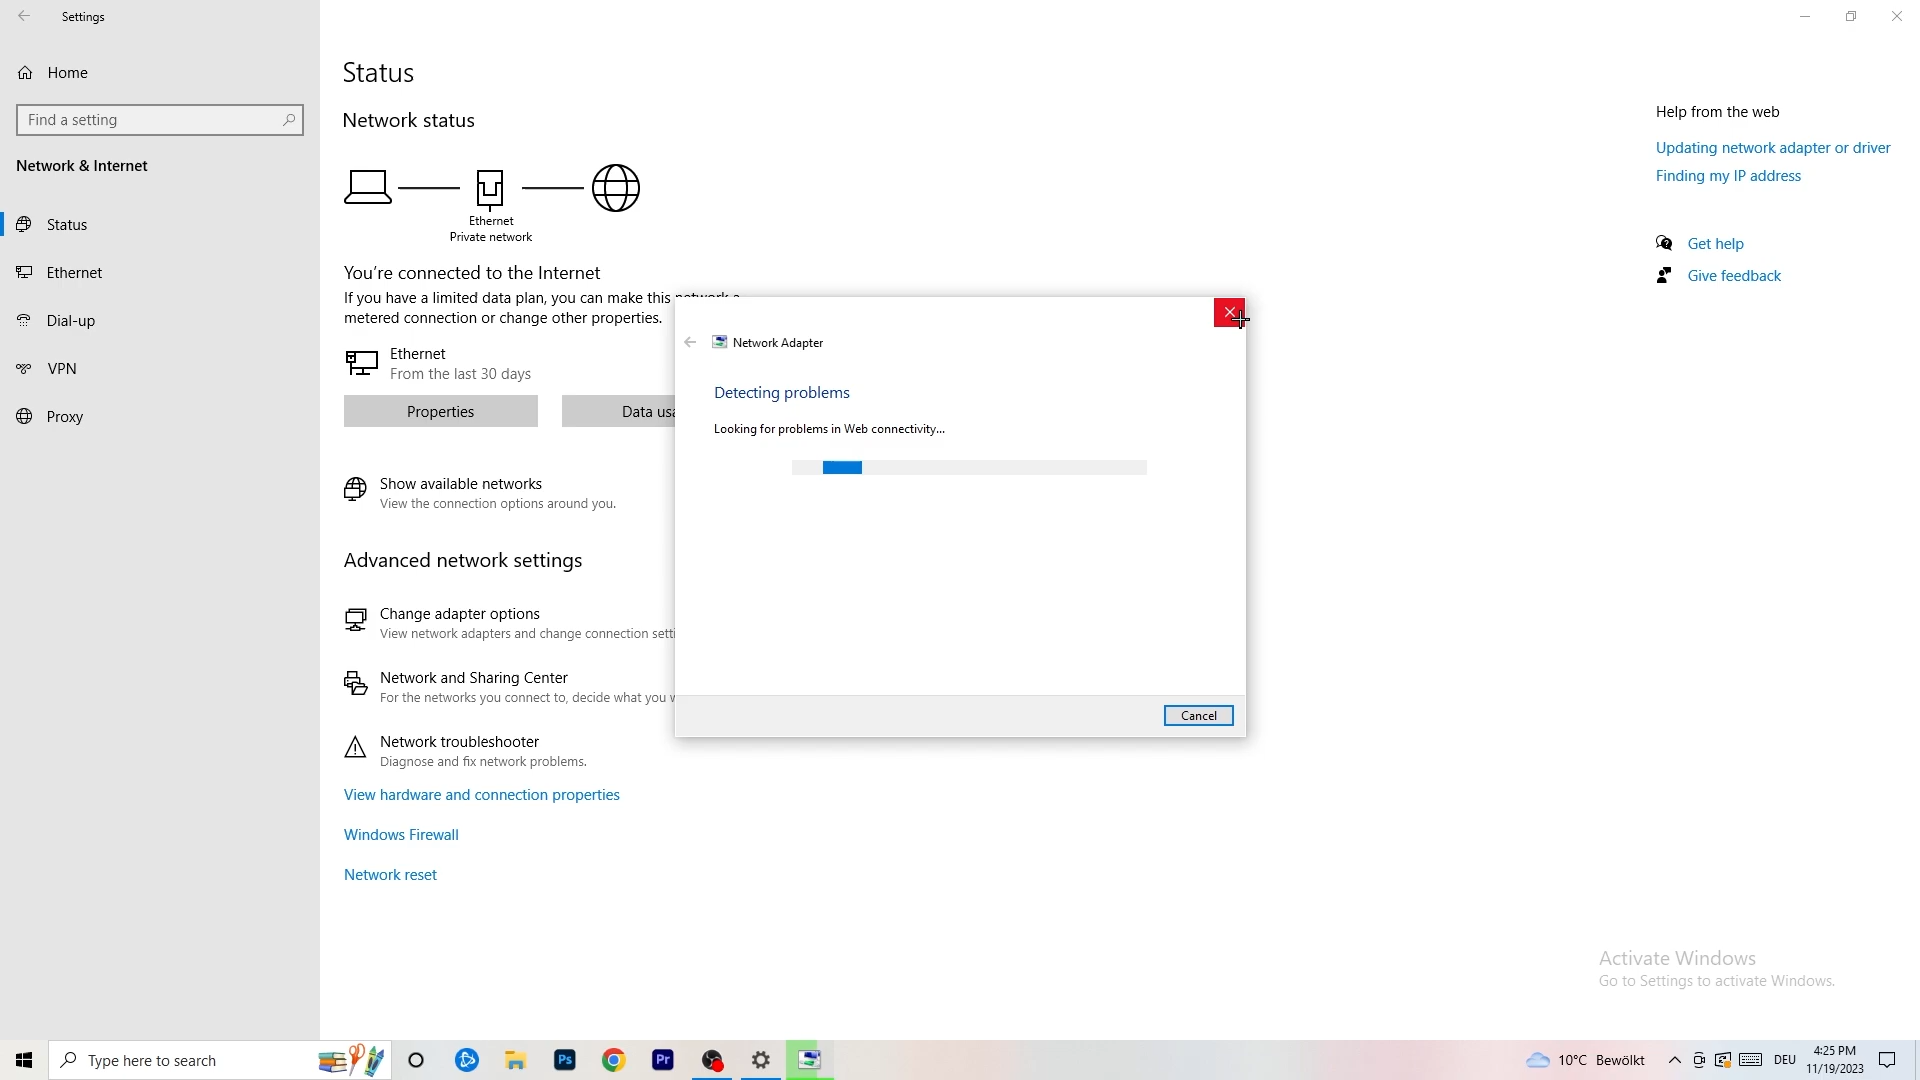 Settings
Home
Find a setting
Network & Internet
Status
Ethernet
Dial-up
VPN
Proxy
Status
Network status
Ethernet
Private network
You're connected to the Internet
If you have a limited data plan, you can make this network a
metered connection or change other properties.
Ethernet
From the last 30 days
Properties
Data usa
Show available networks
View the connection options around you.
Advanced network settings
Change adapter options
View network adapters and change connection setti
Network and Sharing Center
For the networks you connect to, decide what you w
Network troubleshooter
Diagnose and fix network problems.
View hardware and connection properties
Windows Firewall
Network reset
Network Adapter
Detecting problems
Looking for problems in Web connectivity...
Cancel
Help from the web
Updating network adapter or driver
Finding my IP address
Get help
Give feedback
Activate Windows
Go to Settings to activate Windows.
Type here to search
Ps
Pr
10°C Bewölkt
DEU
4:25 PM
11/19/2023